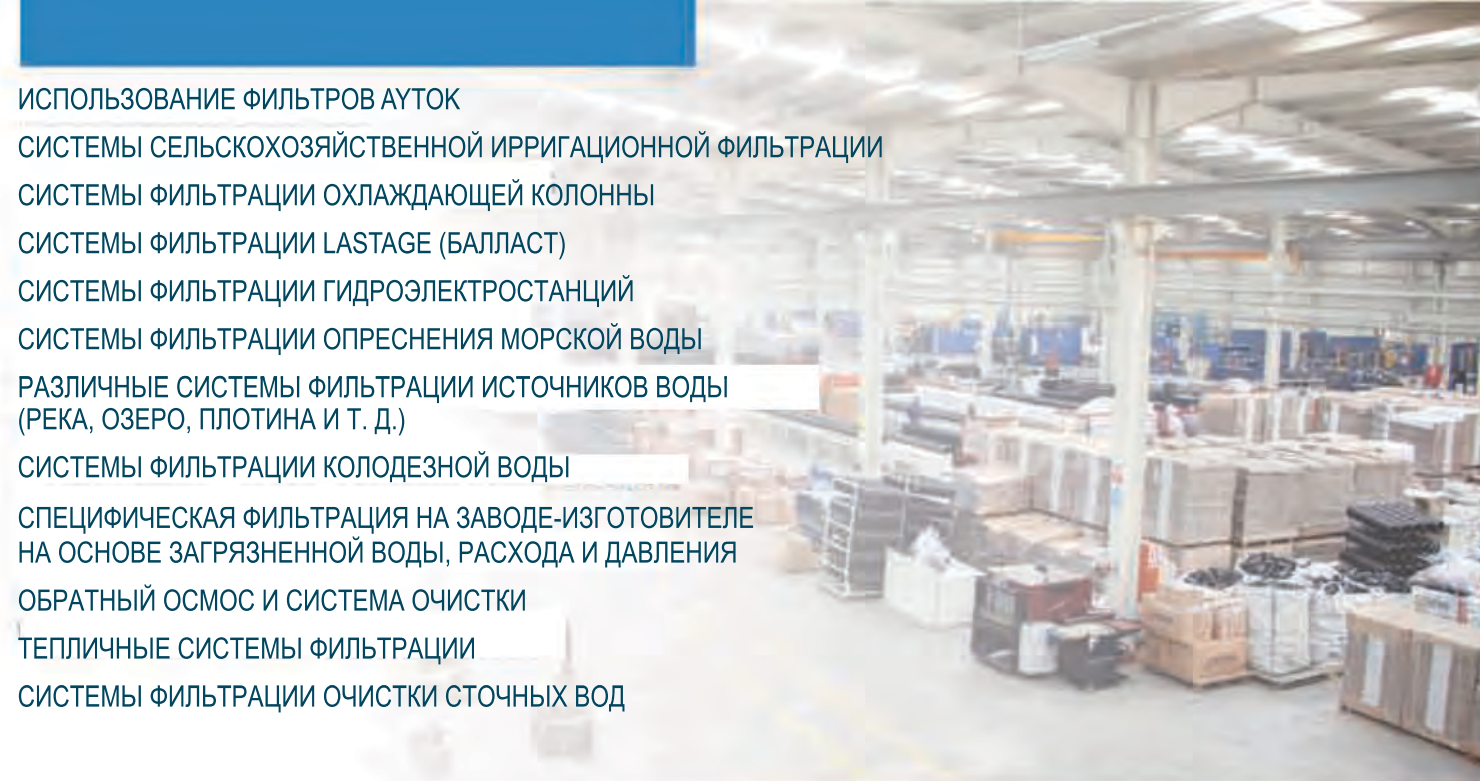 ИСПОЛЬЗОВАНИЕ ФИЛЬТРОВ AYTOK
СИСТЕМЫ СЕЛЬСКОХОЗЯЙСТВЕННОЙ ИРРИГАЦИОННОЙ ФИЛЬТРАЦИИ
СИСТЕМЫ ФИЛЬТРАЦИИ ОХЛАЖДАЮЩЕЙ КОЛОННЫ
СИСТЕМЫ ФИЛЬТРАЦИИ LASTAGE (БАЛЛАСТ)
СИСТЕМЫ ФИЛЬТРАЦИИ ГИДРОЭЛЕКТРОСТАНЦИЙ
СИСТЕМЫ ФИЛЬТРАЦИИ ОПРЕСНЕНИЯ МОРСКОЙ ВОДЫ
РАЗЛИЧНЫЕ СИСТЕМЫ ФИЛЬТРАЦИИ ИСТОЧНИКОВ ВОДЫ
(РЕКА, ОЗЕРО, ПЛОТИНА И Т. Д.)
СИСТЕМЫ ФИЛЬТРАЦИИ КОЛОДЕЗНОЙ ВОДЫ
СПЕЦИФИЧЕСКАЯ ФИЛЬТРАЦИЯ НА ЗАВОДЕ-ИЗГОТОВИТЕЛЕ
НА ОСНОВЕ ЗАГРЯЗНЕННОЙ ВОДЫ, РАСХОДА И ДАВЛЕНИЯ
ОБРАТНЫЙ ОСМОС И СИСТЕМА ОЧИСТКИ
ТЕПЛИЧНЫЕ СИСТЕМЫ ФИЛЬТРАЦИИ
СИСТЕМЫ ФИЛЬТРАЦИИ ОЧИСТКИ СТОЧНЫХ ВОД